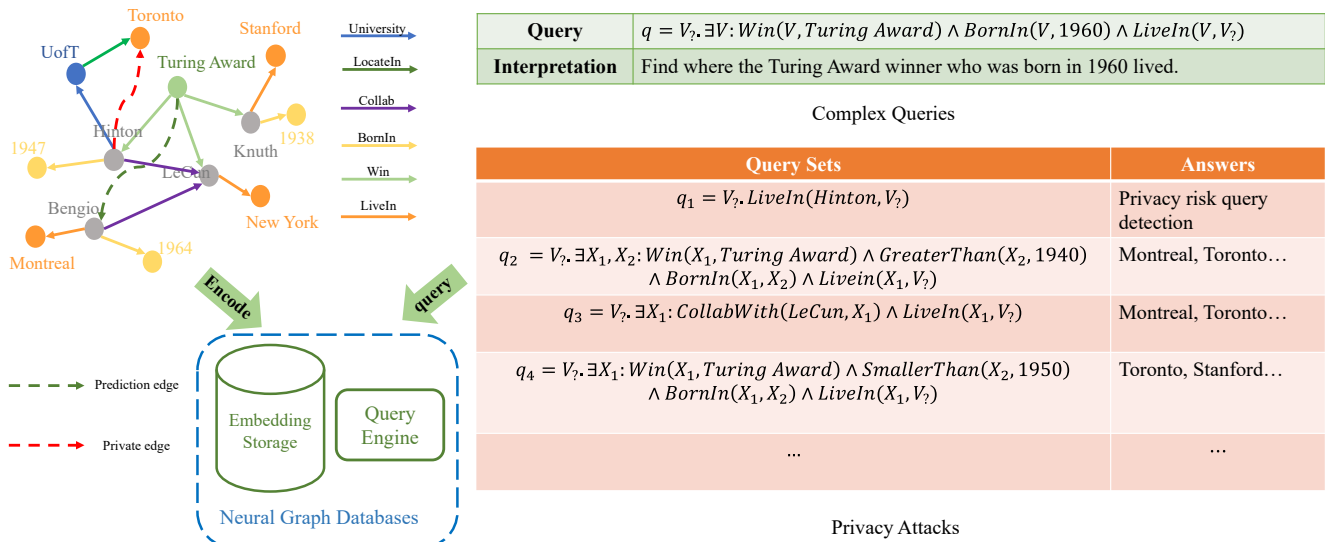 Toronto
Stanford
UofT
Turing Award
Hinton
1938
Knuth
1947
LeCun
Bengio
New York
1964
Montreal
University
LocateIn
Collab
BornIn
Win
LiveIn
Encode
query
Prediction edge
Private edge
Embedding
Storage
Query
Engine
Neural Graph Databases
Query q = V?.∃V: Win(V, Turing Award) ∧ BornIn(V, 1960) ∧ LiveIn(V, V?)
Interpretation Find where the Turing Award winner who was born in 1960 lived.
Complex Queries
Query Sets Answers
q1 = V?.LiveIn(Hinton, V?) Privacy risk query
detection
q2 = V?.∃X1, X2: Win(X1, Turing Award) ∧ GreaterThan(X2, 1940) Montreal, Toronto…
∧ BornIn(X1, X2) ∧ Livein(X1, V?)
q3 = V?.∃X1: CollabWith(LeCun, X1) ∧ LiveIn(X1, V?) Montreal, Toronto…
q4 = V?.∃X1: Win(X1, Turing Award) ∧ SmallerThan(X2, 1950) Toronto, Stanford…
∧ BornIn(X1, X2) ∧ LiveIn(X1, V?)
… …
Privacy Attacks